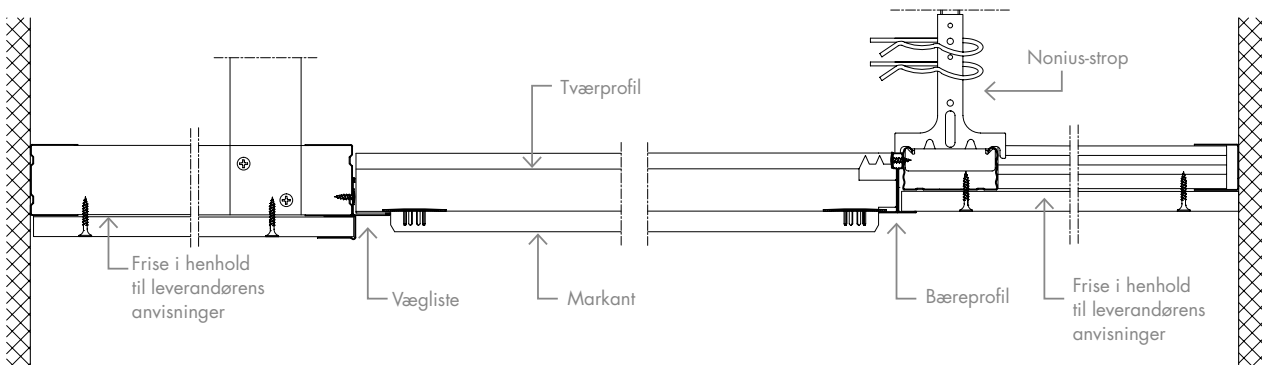 Nonius-strop
Tværprofil
Frise i henhold
til leverandørens
anvisninger
Vægliste
Markant
Bæreprofil
Frise i henhold
til leverandørens
anvisninger